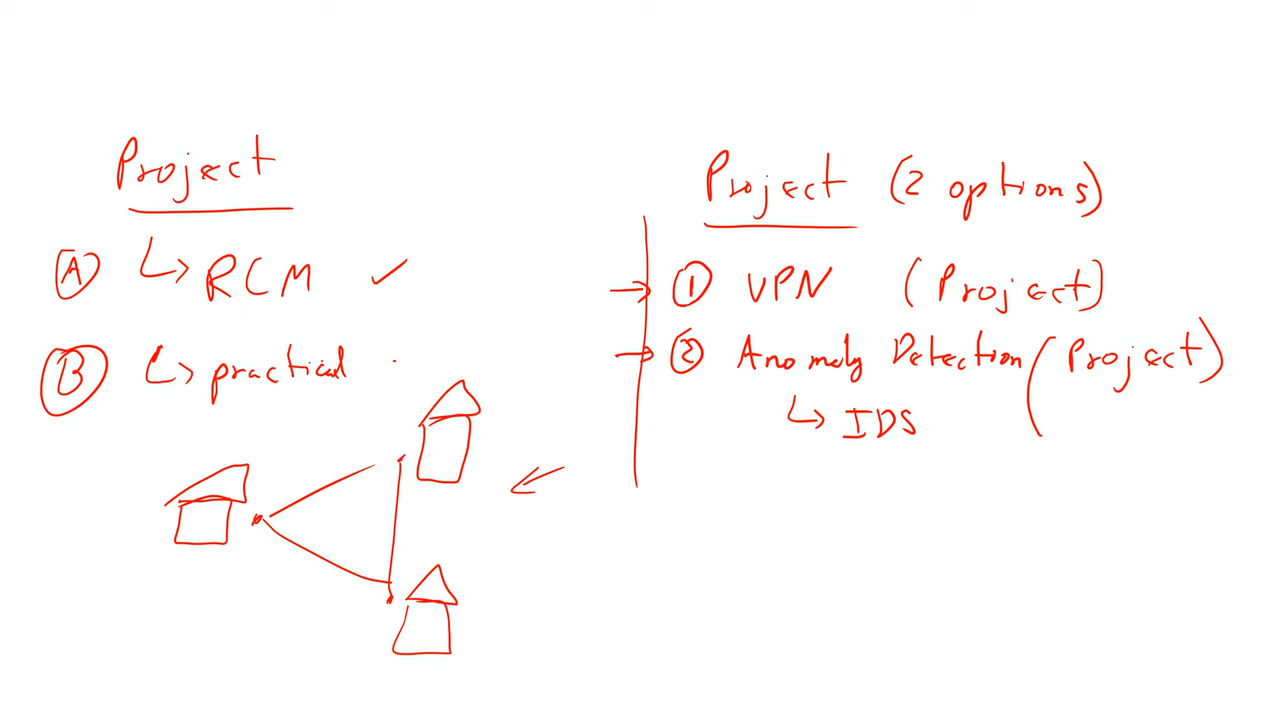 Project
Ⓐ ↳ RCM ✓
Ⓑ ↳ practical
Project (2 options)
→ ① VPN (Project)
→ ② Anomaly Detection (Project)
↳ IDS